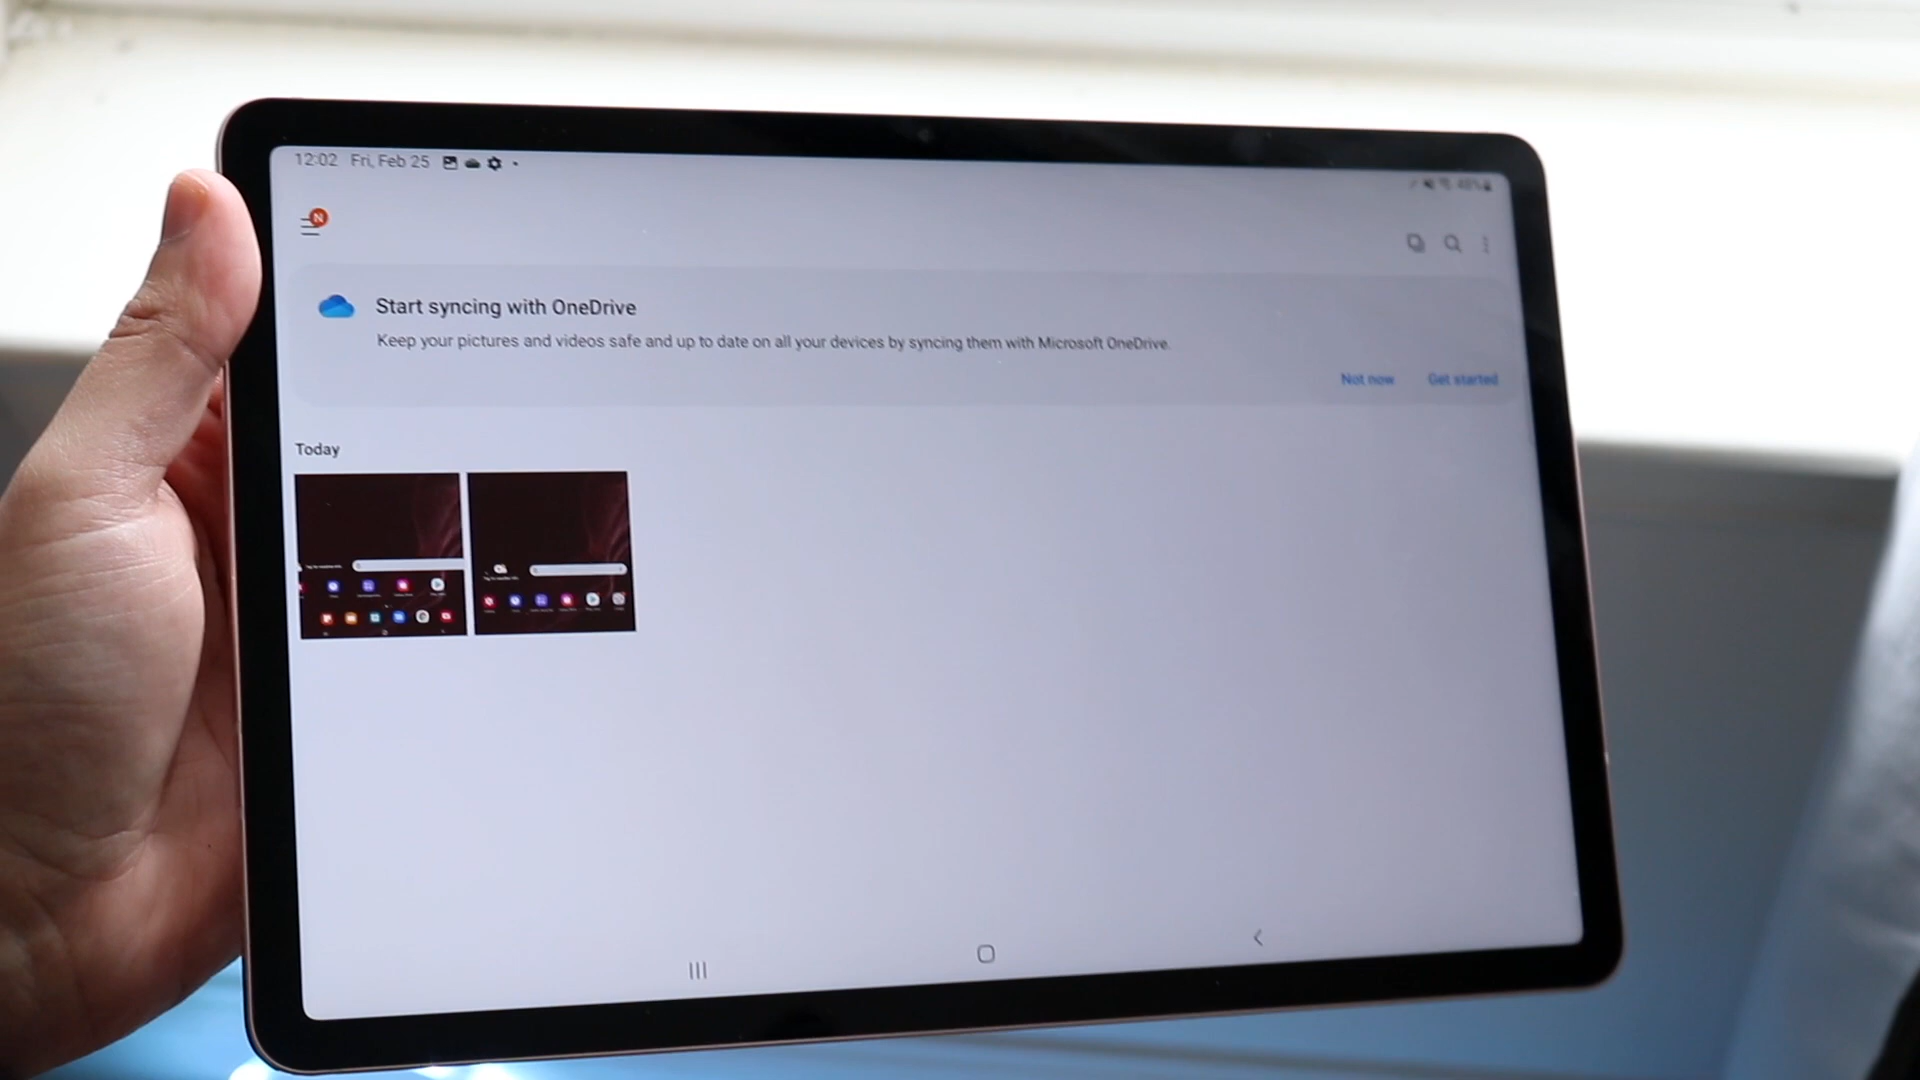 12:02 Fri, Feb 25
48%
N
Start syncing with OneDrive
Keep your pictures and videos safe and up to date on all your devices by syncing them with Microsoft OneDrive.
Not now Get started
Today